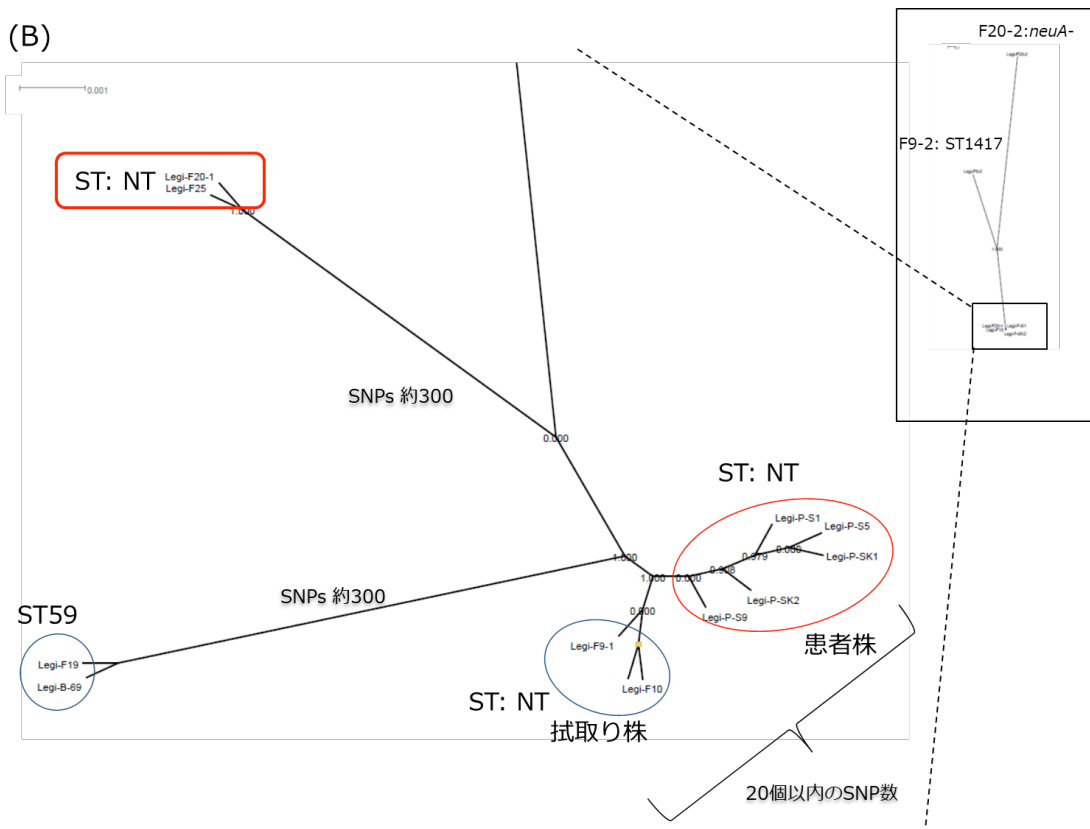 (B)
0.001
F20-2:neuA-
F9-2: ST1417
ST: NT
Legi-F20-1
Legi-F25
1.000
SNPs 約300
0.000
ST: NT
Legi-P-S1
Legi-P-S5
0.000
0.979
Legi-P-SK1
1.000
1.000
0.000
0.908
Legi-P-SK2
Legi-P-S9
患者株
SNPs 約300
ST59
Legi-F19
Legi-B-69
0.000
Legi-F9-1
Legi-F10
ST: NT
拭取り株
20個以内のSNP数